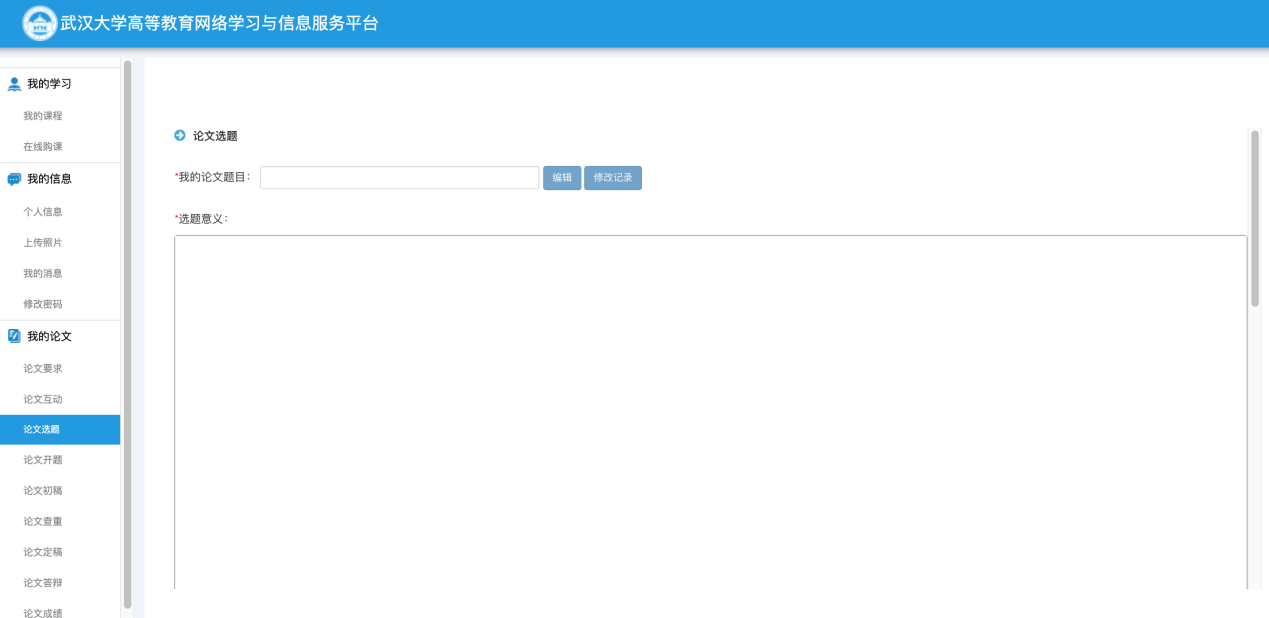 武汉大学高等教育网络学习与信息服务平台
我的学习
我的课程
在线购课
我的信息
个人信息
上传照片
我的消息
修改密码
我的论文
论文要求
论文互动
论文选题
论文开题
论文初稿
论文查重
论文定稿
论文答辩
论文成绩
论文选题
*我的论文题目： 编辑 修改记录
*选题意义：